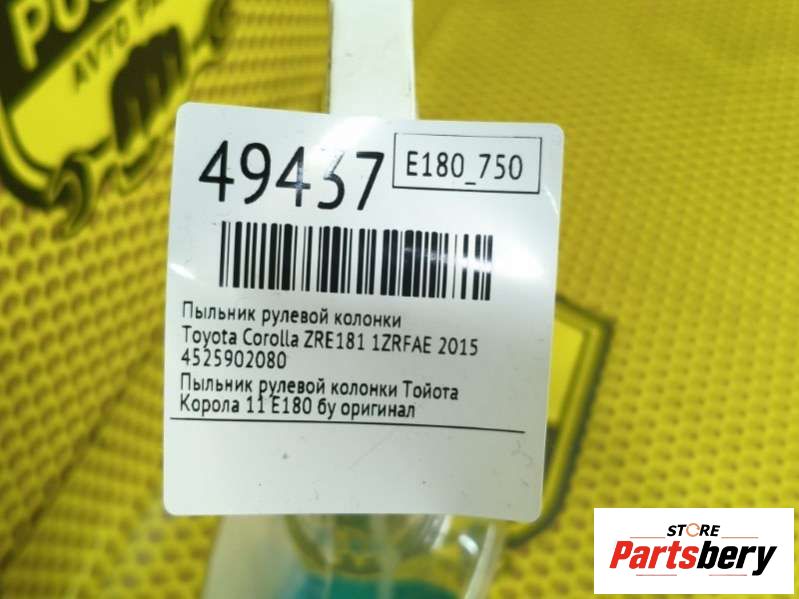 AVTO
49437
E180_750
Пыльник рулевой колонки
Toyota Corolla ZRE181 1ZRFAE 2015
4525902080
Пыльник рулевой колонки Тойота
Корола 11 E180 бу оригинал
STORE
Partsbery